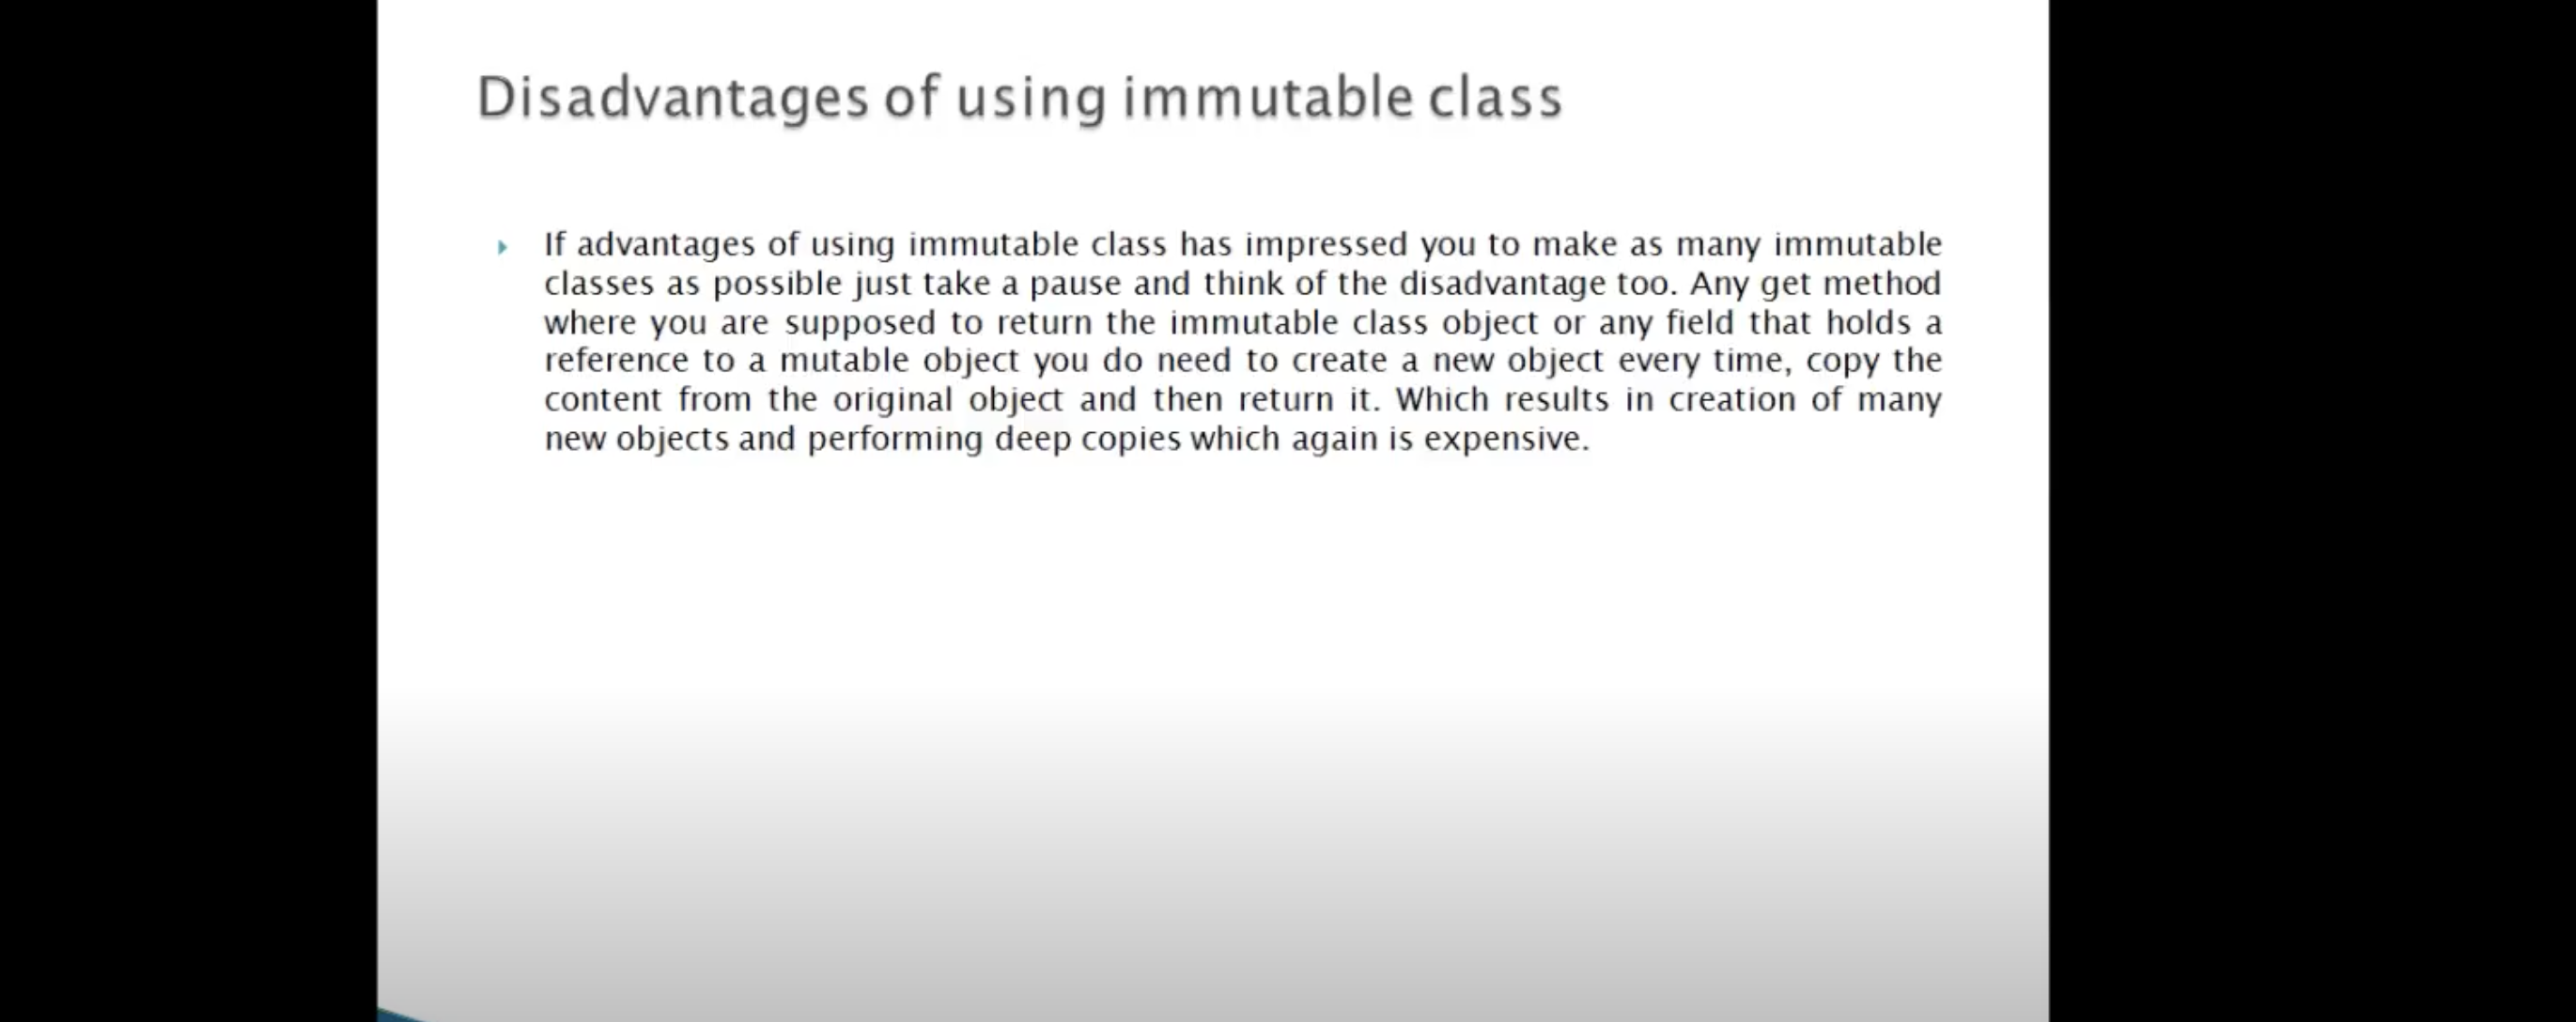 Disadvantages of using immutable class
If advantages of using immutable class has impressed you to make as many immutable
classes as possible just take a pause and think of the disadvantage too. Any get method
where you are supposed to return the immutable class object or any field that holds a
reference to a mutable object you do need to create a new object every time, copy the
content from the original object and then return it. Which results in creation of many
new objects and performing deep copies which again is expensive.